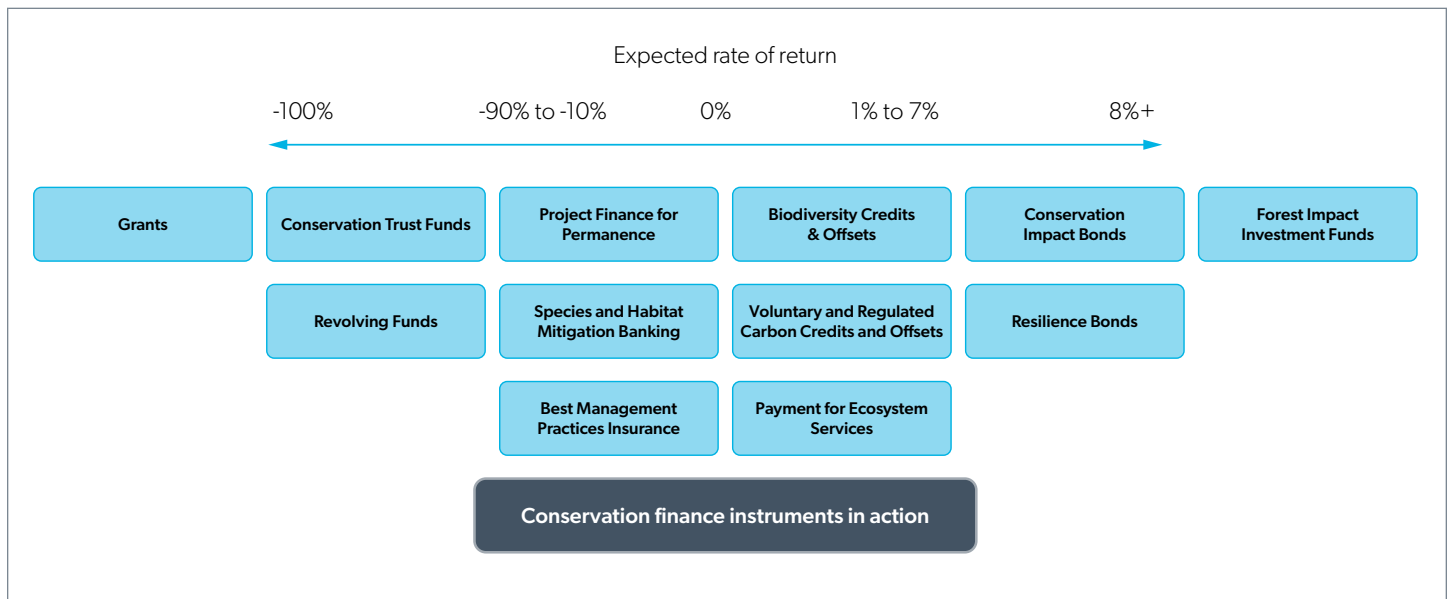 Expected rate of return
-100% -90% to -10% 0% 1% to 7% 8%+
Grants
Conservation Trust Funds
Project Finance for
Permanence
Biodiversity Credits
& Offsets
Conservation
Impact Bonds
Forest Impact
Investment Funds
Revolving Funds
Species and Habitat
Mitigation Banking
Voluntary and Regulated
Carbon Credits and Offsets
Resilience Bonds
Best Management
Practices Insurance
Payment for Ecosystem
Services
Conservation finance instruments in action